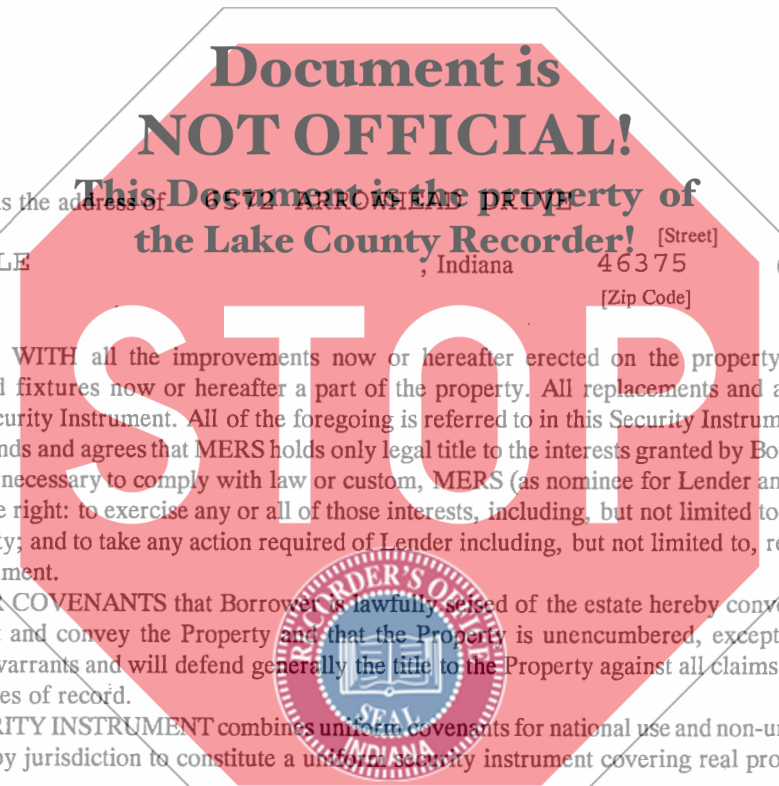 Document is
NOT OFFICIAL!
This Document is the property of
s the address of 6572 ARROWHEAD DRIVE
the Lake County Recorder!
[Street]
LE , Indiana 46375 (
[Zip Code]
STOP
WITH all the improvements now or hereafter erected on the property
d fixtures now or hereafter a part of the property. All replacements and a
curity Instrument. All of the foregoing is referred to in this Security Instrum
nds and agrees that MERS holds only legal title to the interests granted by Bo
necessary to comply with law or custom, MERS (as nominee for Lender an
e right: to exercise any or all of those interests, including, but not limited to
ty; and to take any action required of Lender including, but not limited to, re
ment.
R COVENANTS that Borrower is lawfully seised of the estate hereby conve
t and convey the Property and that the Property is unencumbered, except
warrants and will defend generally the title to the Property against all claims
es of record.
RITY INSTRUMENT combines uniform covenants for national use and non-un
by jurisdiction to constitute a uniform security instrument covering real pro
RECORDER'S OFFICE
SEAL
INDIANA